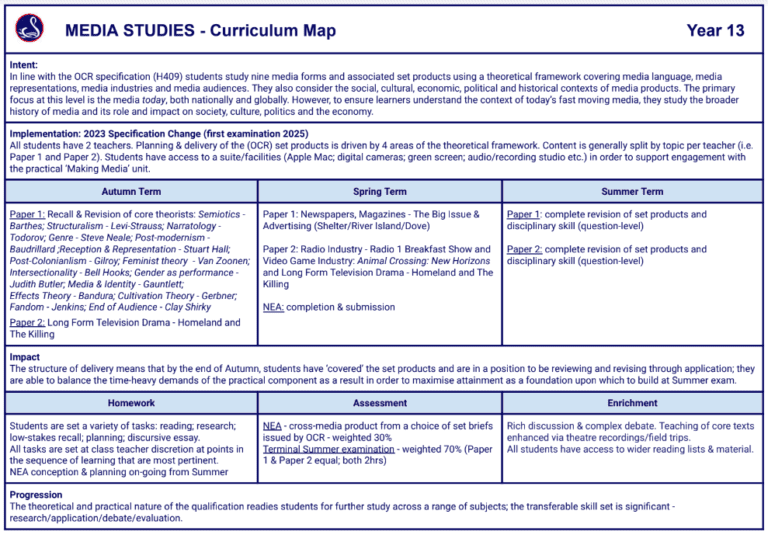 MEDIA STUDIES - Curriculum Map
Year 13
Intent:
In line with the OCR specification (H409) students study nine media forms and associated set products using a theoretical framework covering media language, media
representations, media industries and media audiences. They also consider the social, cultural, economic, political and historical contexts of media products. The primary
focus at this level is the media today, both nationally and globally. However, to ensure learners understand the context of today's fast moving media, they study the broader
history of media and its role and impact on society, culture, politics and the economy.
Implementation: 2023 Specification Change (first examination 2025)
All students have 2 teachers. Planning & delivery of the (OCR) set products is driven by 4 areas of the theoretical framework. Content is generally split by topic per teacher (i.e.
Paper 1 and Paper 2). Students have access to a suite/facilities (Apple Mac; digital cameras; green screen; audio/recording studio etc.) in order to support engagement with
the practical 'Making Media' unit.
Autumn Term
Paper 1: Recall & Revision of core theorists: Semiotics -
Barthes; Structuralism - Levi-Strauss; Narratology -
Todorov; Genre - Steve Neale; Post-modernism -
Baudrillard ;Reception & Representation - Stuart Hall;
Post-Colonianlism - Gilroy; Feminist theory - Van Zoonen;
Intersectionality - Bell Hooks; Gender as performance -
Judith Butler; Media & Identity - Gauntlett;
Effects Theory - Bandura; Cultivation Theory - Gerbner;
Fandom - Jenkins; End of Audience - Clay Shirky
Paper 2: Long Form Television Drama - Homeland and
The Killing
Spring Term
Paper 1: Newspapers, Magazines - The Big Issue &
Advertising (Shelter/River Island/Dove)
Paper 2: Radio Industry - Radio 1 Breakfast Show and
Video Game Industry: Animal Crossing: New Horizons
and Long Form Television Drama - Homeland and The
Killing
NEA: completion & submission
Summer Term
Paper 1: complete revision of set products and
disciplinary skill (question-level)
Paper 2: complete revision of set products and
disciplinary skill (question-level)
Impact
The structure of delivery means that by the end of Autumn, students have 'covered' the set products and are in a position to be reviewing and revising through application; they
are able to balance the time-heavy demands of the practical component as a result in order to maximise attainment as a foundation upon which to build at Summer exam.
Homework
Students are set a variety of tasks: reading; research;
low-stakes recall; planning; discursive essay.
All tasks are set at class teacher discretion at points in
the sequence of learning that are most pertinent.
NEA conception & planning on-going from Summer
Assessment
NEA - cross-media product from a choice of set briefs
issued by OCR - weighted 30%
Terminal Summer examination - weighted 70% (Paper
1 & Paper 2 equal; both 2hrs)
Enrichment
Rich discussion & complex debate. Teaching of core texts
enhanced via theatre recordings/field trips.
All students have access to wider reading lists & material.
Progression
The theoretical and practical nature of the qualification readies students for further study across a range of subjects; the transferable skill set is significant -
research/application/debate/evaluation.